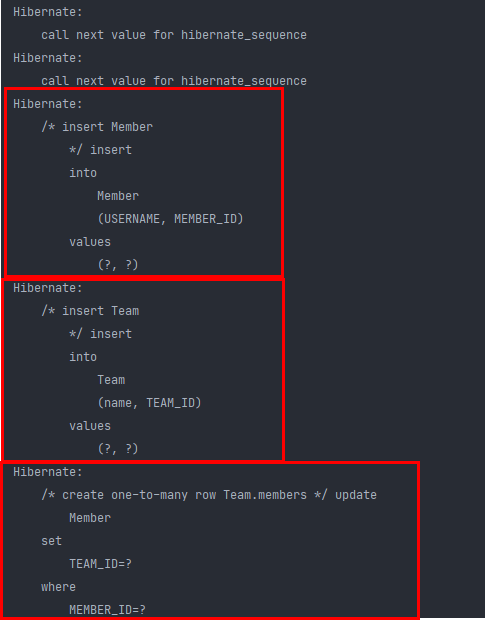 Hibernate:
call next value for hibernate_sequence
Hibernate:
call next value for hibernate_sequence
Hibernate:
/* insert Member
*/ insert
into
Member
(USERNAME, MEMBER_ID)
values
(?, ?)
Hibernate:
/* insert Team
*/ insert
into
Team
(name, TEAM_ID)
values
(?, ?)
Hibernate:
/* create one-to-many row Team.members */ update
Member
set
TEAM_ID=?
where
MEMBER_ID=?